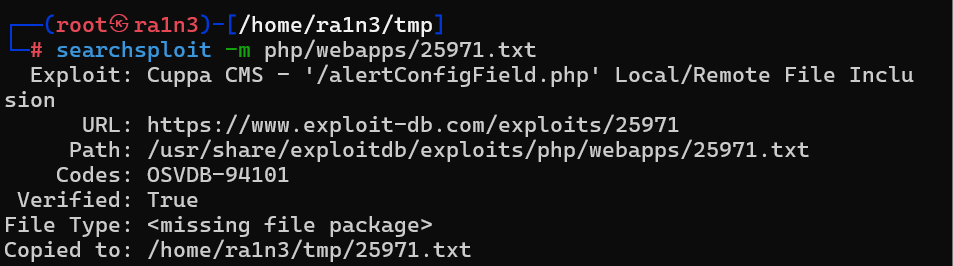 ┌──(root㉿ra1n3)-[/home/ra1n3/tmp]
└─# searchsploit -m php/webapps/25971.txt
  Exploit: Cuppa CMS - '/alertConfigField.php' Local/Remote File Inclu
sion
      URL: https://www.exploit-db.com/exploits/25971
     Path: /usr/share/exploitdb/exploits/php/webapps/25971.txt
    Codes: OSVDB-94101
 Verified: True
File Type: <missing file package>
Copied to: /home/ra1n3/tmp/25971.txt